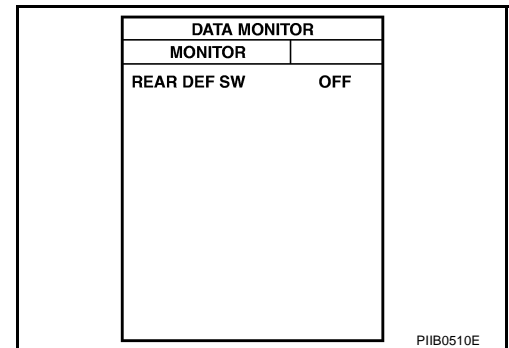 DATA MONITOR
MONITOR
REAR DEF SW OFF
PIIB0510E